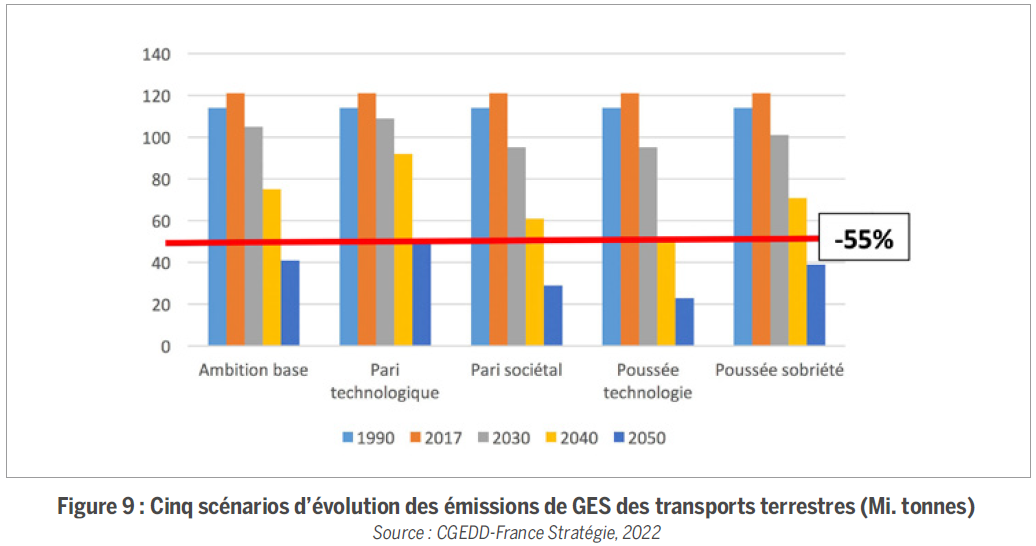 140
120
100
80
60
40
20
0
-55%
Ambition base
Pari
technologique
Pari sociétal
Poussée
technologie
Poussée sobriété
1990 2017 2030 2040 2050
Figure 9 : Cinq scénarios d’évolution des émissions de GES des transports terrestres (Mi. tonnes)
Source : CGEDD-France Stratégie, 2022